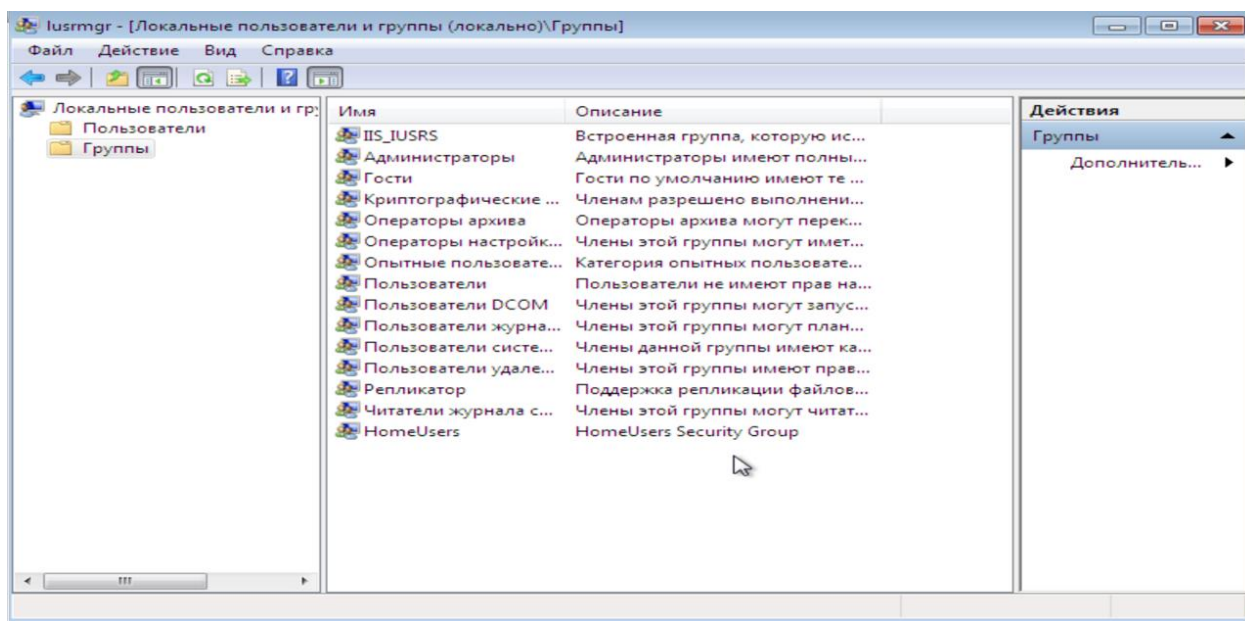 lusrmgr - [Локальные пользователи и группы (локально)\Группы]
Файл Действие Вид Справка
Локальные пользователи и гр
Пользователи
Группы
Имя Описание
IIS_IUSRS Встроенная группа, которую ис...
Администраторы Администраторы имеют полны...
Гости Гости по умолчанию имеют те ...
Криптографические ... Членам разрешено выполнени...
Операторы архива Операторы архива могут перек...
Операторы настройк... Члены этой группы могут имет...
Опытные пользовате... Категория опытных пользовате...
Пользователи Пользователи не имеют прав на...
Пользователи DCOM Члены этой группы могут запус...
Пользователи журна... Члены этой группы могут план...
Пользователи систе... Члены данной группы имеют ка...
Пользователи удале... Члены этой группы имеют прав...
Репликатор Поддержка репликации файлов...
Читатели журнала с... Члены этой группы могут читат...
HomeUsers HomeUsers Security Group
Действия
Группы
Дополнитель...